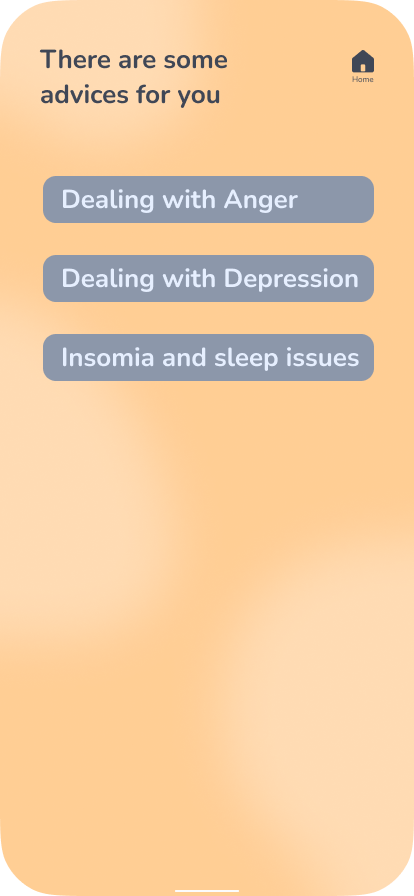 There are some
advices for you
Home
Dealing with Anger
Dealing with Depression
Insomia and sleep issues